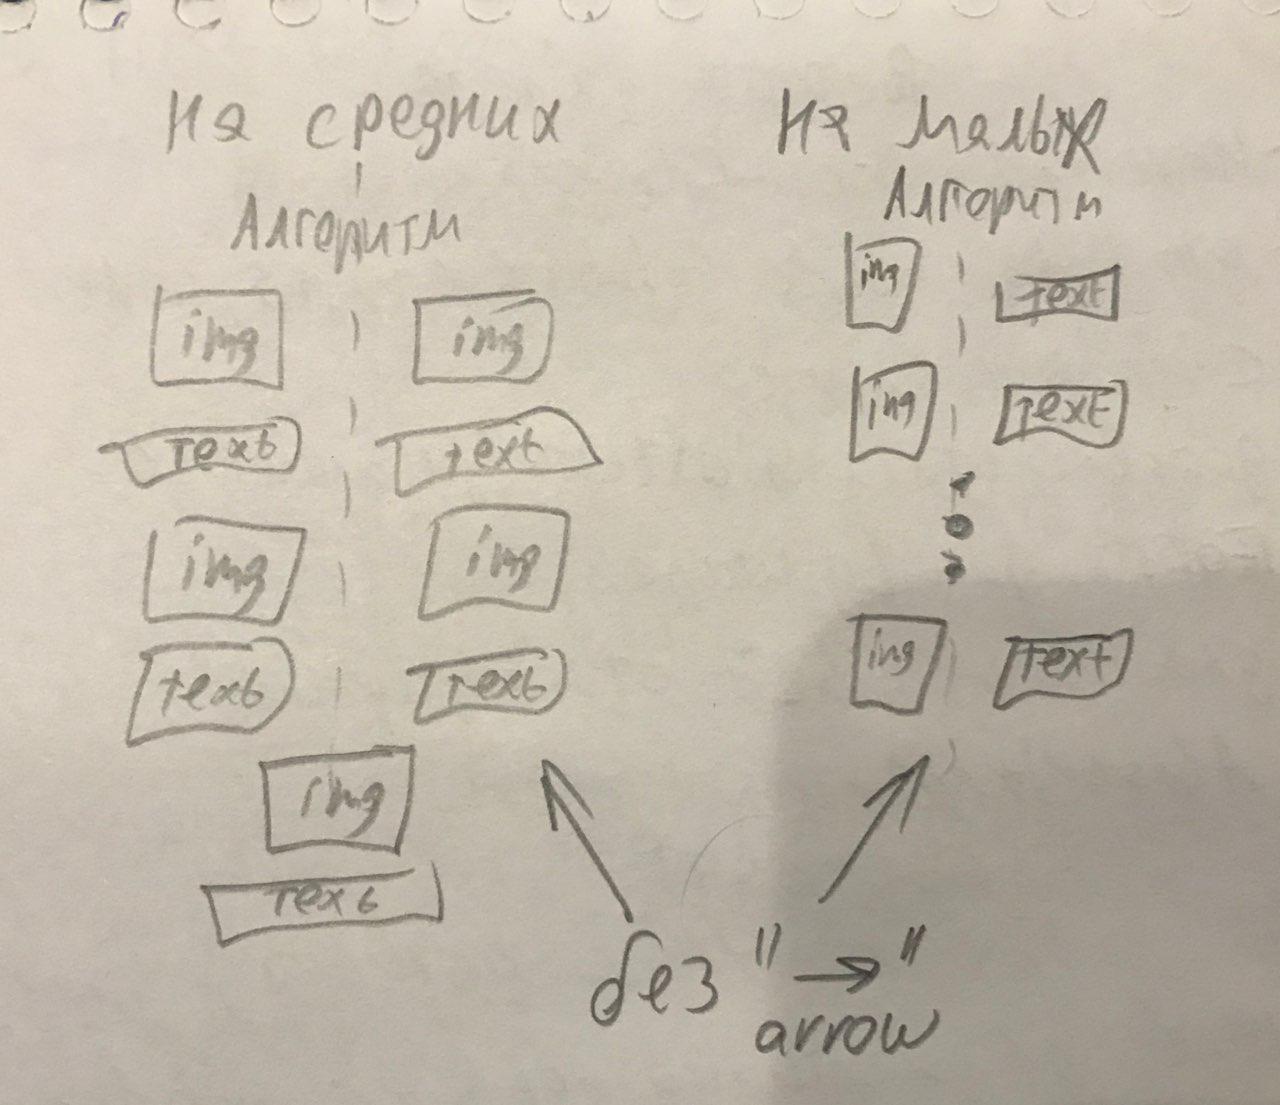 На средних
Алгоритм
img img
text text
img img
text text
img
text
На малых
Алгоритм
img text
img text
img text
без "→"
arrow